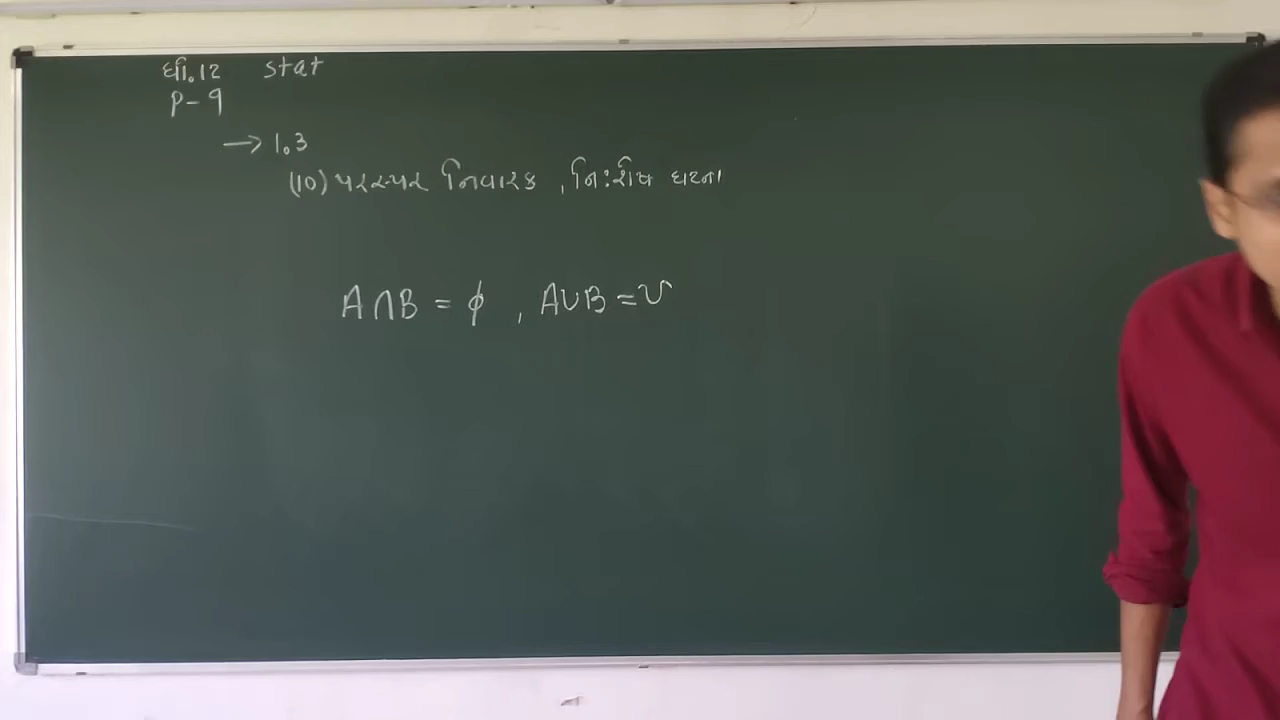 ધો.12 stat
P-9
→ 1.3
(10) પરસ્પર નિવારક , નિઃશેષ ઘટના
A∩B = ϕ , A∪B = U